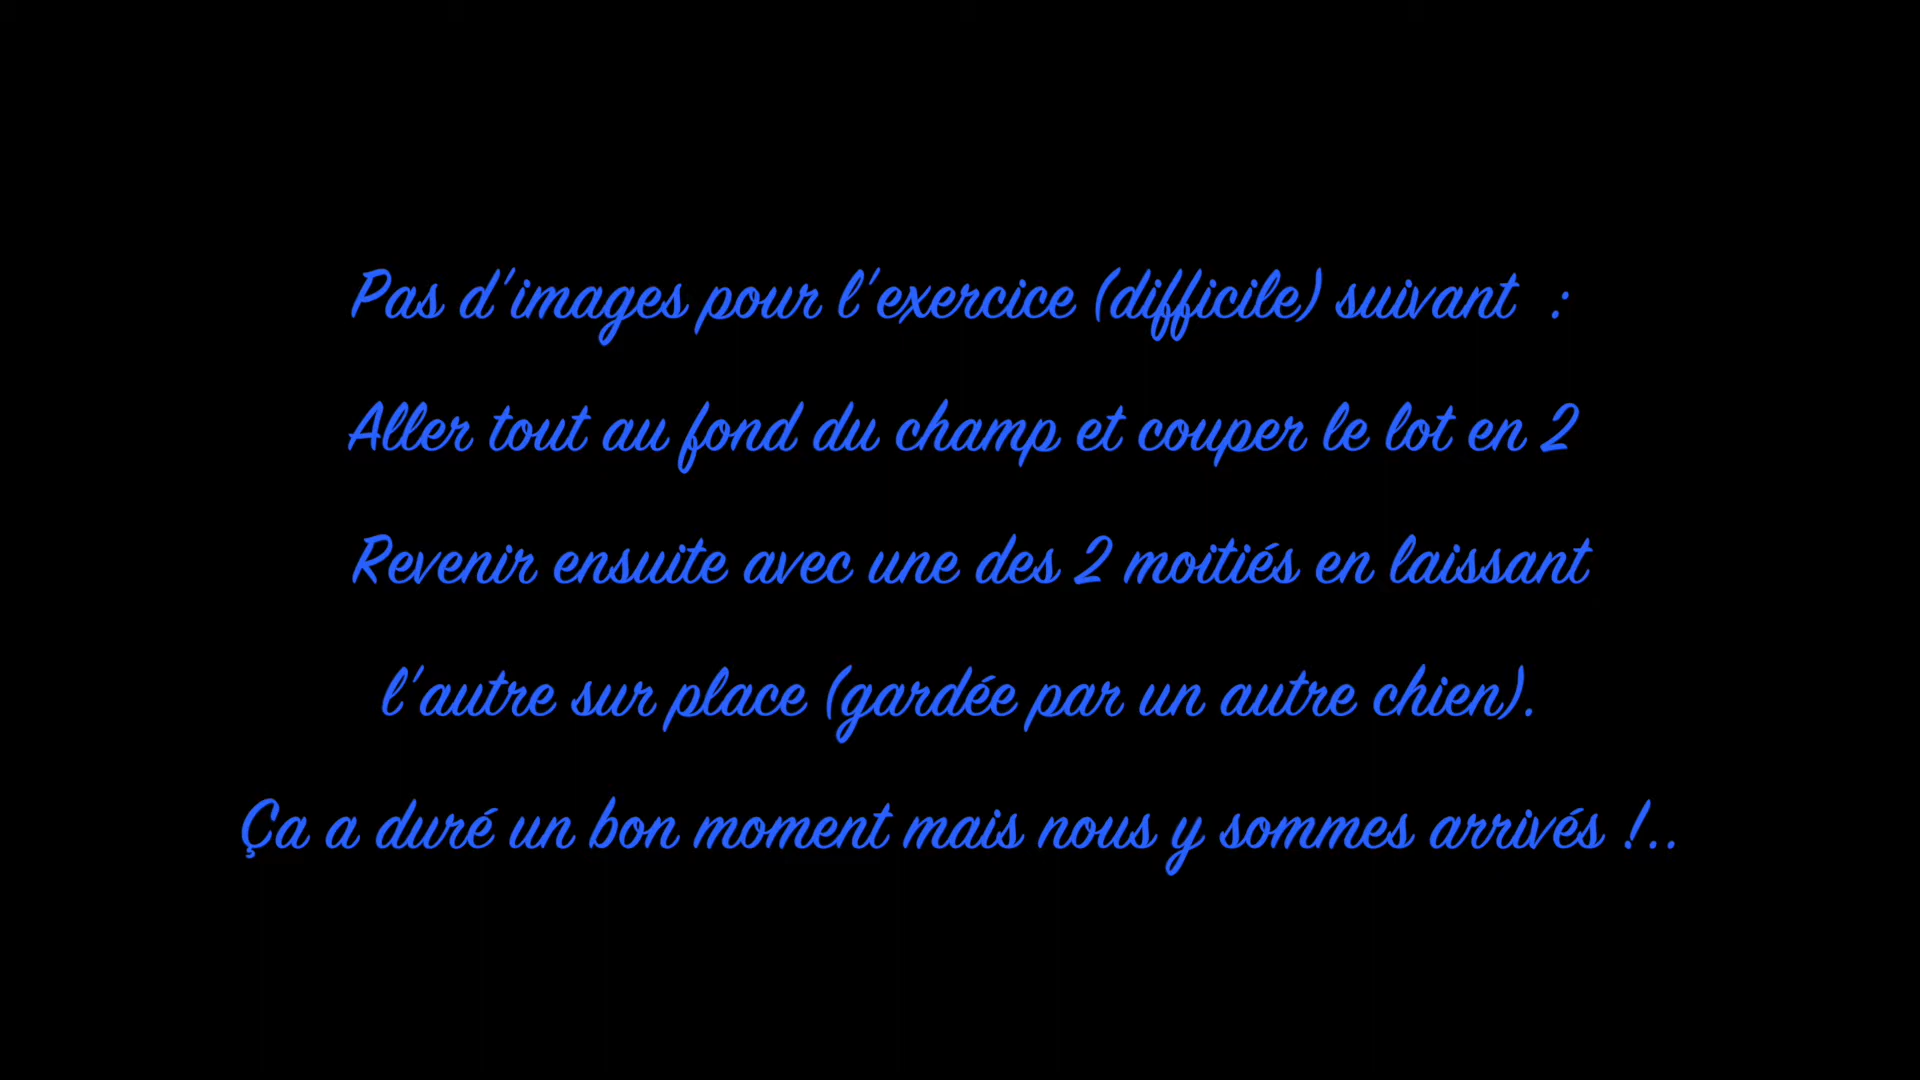 Pas d'images pour l'exercice (difficile) suivant  :
Aller tout au fond du champ et couper le lot en 2
Revenir ensuite avec une des 2 moitiés en laissant
l'autre sur place (gardée par un autre chien).
Ça a duré un bon moment mais nous y sommes arrivés !..